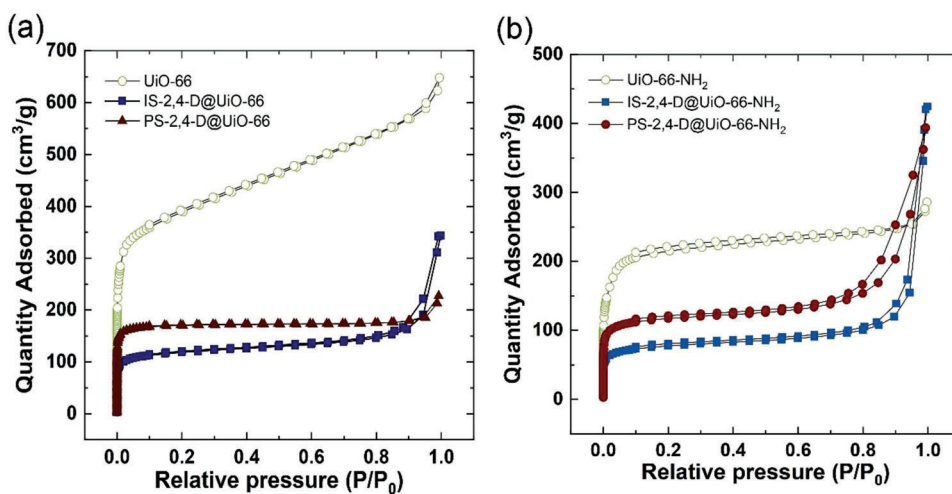 (a)
700
600
500
400
300
200
100
0
Quantity Adsorbed (cm³/g)
UiO-66
IS-2,4-D@UiO-66
PS-2,4-D@UiO-66
0.0 0.2 0.4 0.6 0.8 1.0
Relative pressure (P/P₀)
(b)
500
400
300
200
100
0
Quantity Adsorbed (cm³/g)
UiO-66-NH₂
IS-2,4-D@UiO-66-NH₂
PS-2,4-D@UiO-66-NH₂
0.0 0.2 0.4 0.6 0.8 1.0
Relative pressure (P/P₀)